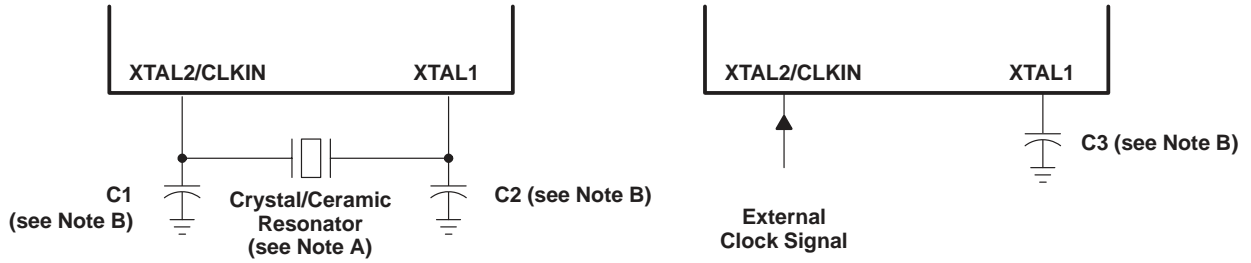 XTAL2/CLKIN XTAL1
C1
(see Note B)
Crystal/Ceramic
Resonator
(see Note A)
C2 (see Note B)
XTAL2/CLKIN XTAL1
C3 (see Note B)
External
Clock Signal